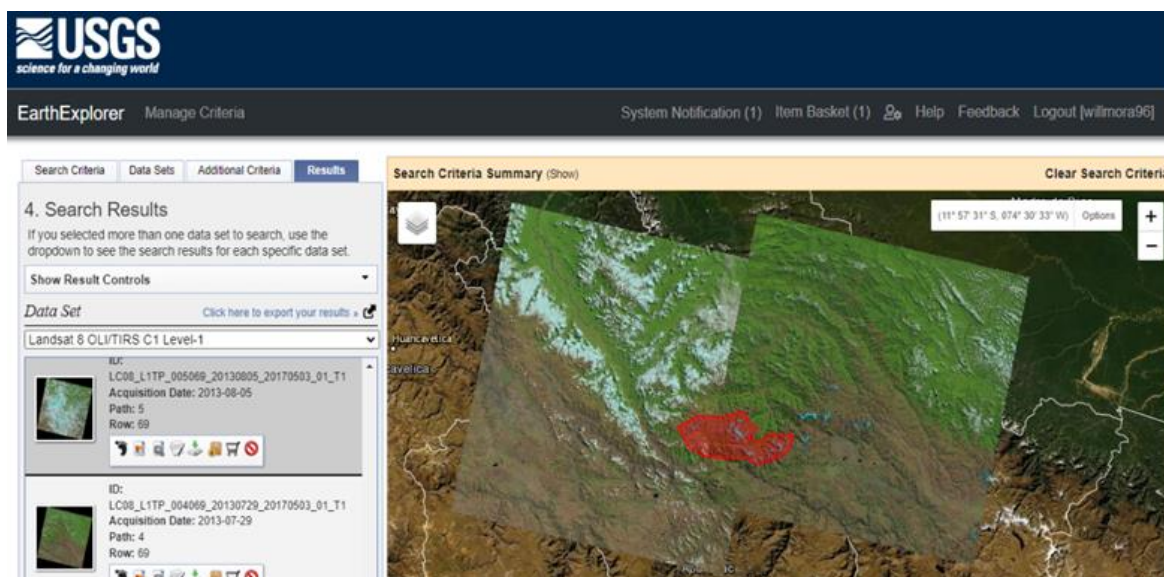 USGS
science for a changing world
EarthExplorer Manage Criteria System Notification (1) Item Basket (1) Help Feedback Logout [wilimora96]
Search Criteria Data Sets Additional Criteria Results
Search Criteria Summary (Show) Clear Search Criteria
4. Search Results
If you selected more than one data set to search, use the
dropdown to see the search results for each specific data set.
Show Result Controls
Data Set Click here to export your results »
Landsat 8 OLI/TIRS C1 Level-1
ID:
LC08_L1TP_005069_20130805_20170503_01_T1
Acquisition Date: 2013-08-05
Path: 5
Row: 69
ID:
LC08_L1TP_004069_20130729_20170503_01_T1
Acquisition Date: 2013-07-29
Path: 4
Row: 69
(11° 57' 31" S, 074° 30' 33" W) Options
+
−
Huancavelica
cavelica